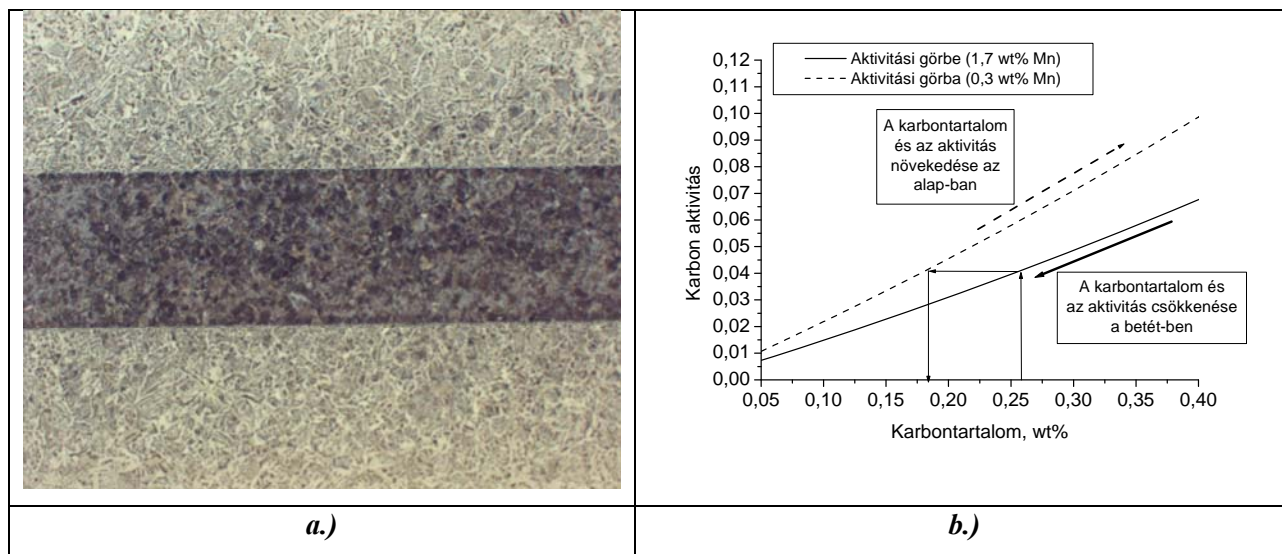 Aktivitási görbe (1,7 wt% Mn)
Aktivitási görba (0,3 wt% Mn)
0,12
0,11
0,10
0,09
0,08
0,07
0,06
0,05
0,04
0,03
0,02
0,01
0,00
Karbon aktivitás
A karbontartalom
és az aktivitás
növekedése az
alap-ban
A karbontartalom és
az aktivitás csökkenése
a betét-ben
0,05 0,10 0,15 0,20 0,25 0,30 0,35 0,40
Karbontartalom, wt%
a.) b.)